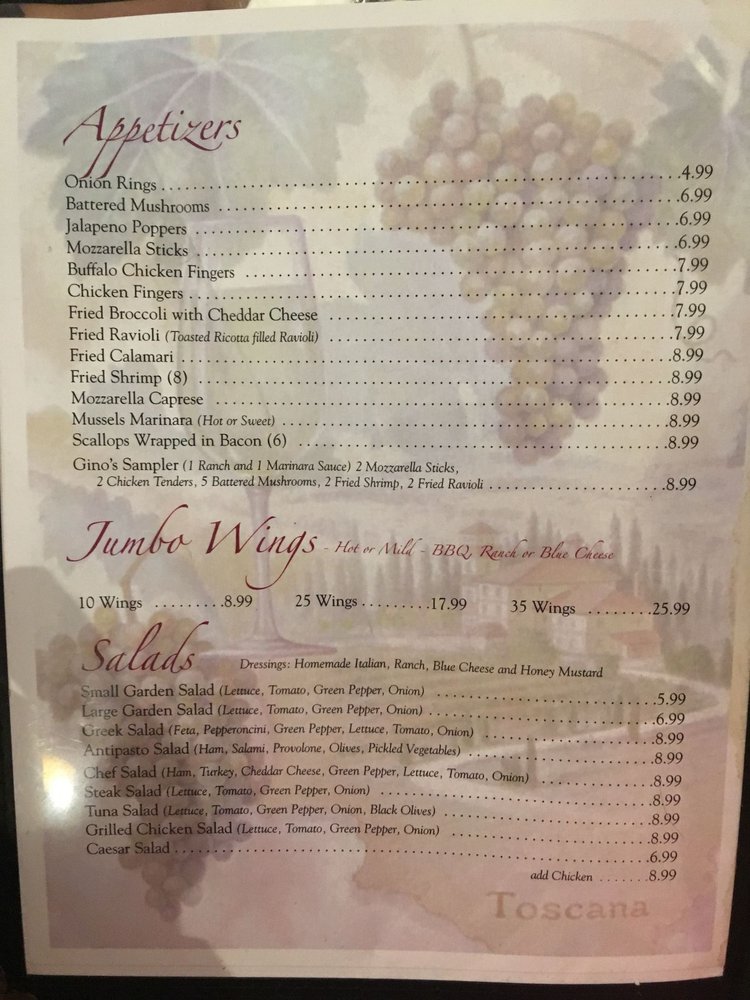 Appetizers
Onion Rings 4.99
Battered Mushrooms 6.99
Jalapeno Poppers 6.99
Mozzarella Sticks 6.99
Buffalo Chicken Fingers 7.99
Chicken Fingers 7.99
Fried Broccoli with Cheddar Cheese 7.99
Fried Ravioli (Toasted Ricotta filled Ravioli) 7.99
Fried Calamari 8.99
Fried Shrimp (8) 8.99
Mozzarella Caprese 8.99
Mussels Marinara (Hot or Sweet) 8.99
Scallops Wrapped in Bacon (6) 8.99
Gino's Sampler (1 Ranch and 1 Marinara Sauce) 2 Mozzarella Sticks,
2 Chicken Tenders, 5 Battered Mushrooms, 2 Fried Shrimp, 2 Fried Ravioli 8.99
Jumbo Wings - Hot or Mild - BBQ, Ranch or Blue Cheese
10 Wings 8.99 25 Wings 17.99 35 Wings 25.99
Salads Dressings: Homemade Italian, Ranch, Blue Cheese and Honey Mustard
Small Garden Salad (Lettuce, Tomato, Green Pepper, Onion) 5.99
Large Garden Salad (Lettuce, Tomato, Green Pepper, Onion) 6.99
Greek Salad (Feta, Pepperoncini, Green Pepper, Lettuce, Tomato, Onion) 8.99
Antipasto Salad (Ham, Salami, Provolone, Olives, Pickled Vegetables) 8.99
Chef Salad (Ham, Turkey, Cheddar Cheese, Green Pepper, Lettuce, Tomato, Onion) 8.99
Steak Salad (Lettuce, Tomato, Green Pepper, Onion) 8.99
Tuna Salad (Lettuce, Tomato, Green Pepper, Onion, Black Olives) 8.99
Grilled Chicken Salad (Lettuce, Tomato, Green Pepper, Onion) 8.99
Caesar Salad 6.99
add Chicken 8.99
Toscana